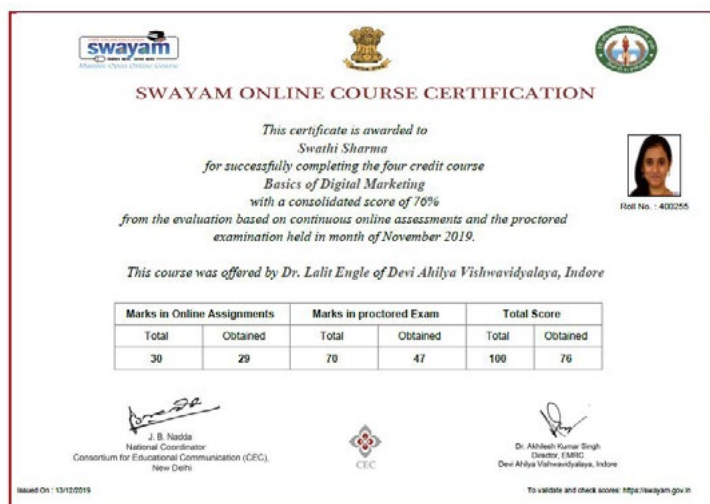 swayam
SWAYAM ONLINE COURSE CERTIFICATION
This certificate is awarded to
Swathi Sharma
for successfully completing the four credit course
Basics of Digital Marketing
with a consolidated score of 76%
from the evaluation based on continuous online assessments and the proctored
examination held in month of November 2019.
Roll No. : 400255
This course was offered by Dr. Lalit Engle of Devi Ahilya Vishwavidyalaya, Indore
Marks in Online Assignments Marks in proctored Exam Total Score
Total Obtained Total Obtained Total Obtained
30 29 70 47 100 76
J. B. Nadda
National Coordinator
Consortium for Educational Communication (CEC),
New Delhi
CEC
Dr. Akhilesh Kumar Singh
Director, EMRC
Devi Ahilya Vishwavidyalaya, Indore
Issued On : 13/12/2019
To validate and check scores: https://swayam.gov.in